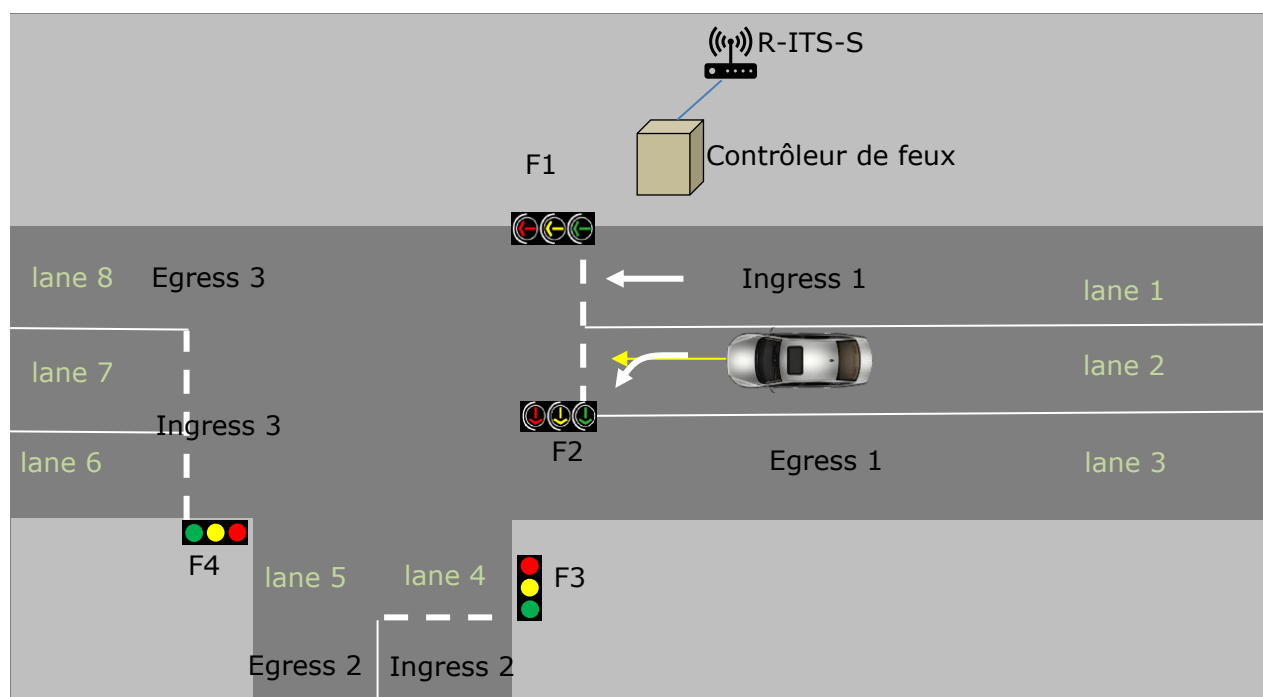 R-ITS-S
Contrôleur de feux
F1
lane 8 Egress 3 Ingress 1 lane 1
lane 7 lane 2
Ingress 3
lane 6 F2 Egress 1 lane 3
F4 lane 5 lane 4 F3
Egress 2 Ingress 2